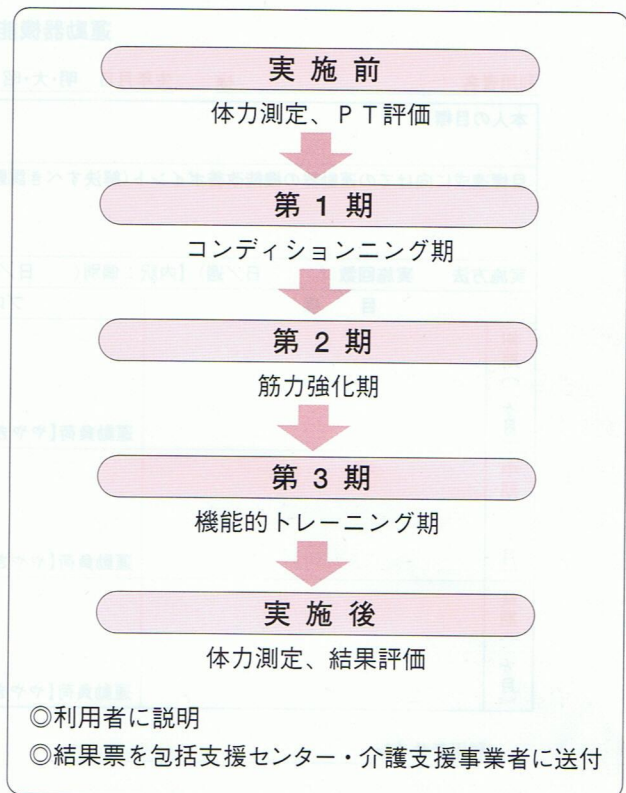 実施前
体力測定、PT評価
第1期
コンディションニング期
第2期
筋力強化期
第3期
機能的トレーニング期
実施後
体力測定、結果評価
◎利用者に説明
◎結果票を包括支援センター・介護支援事業者に送付